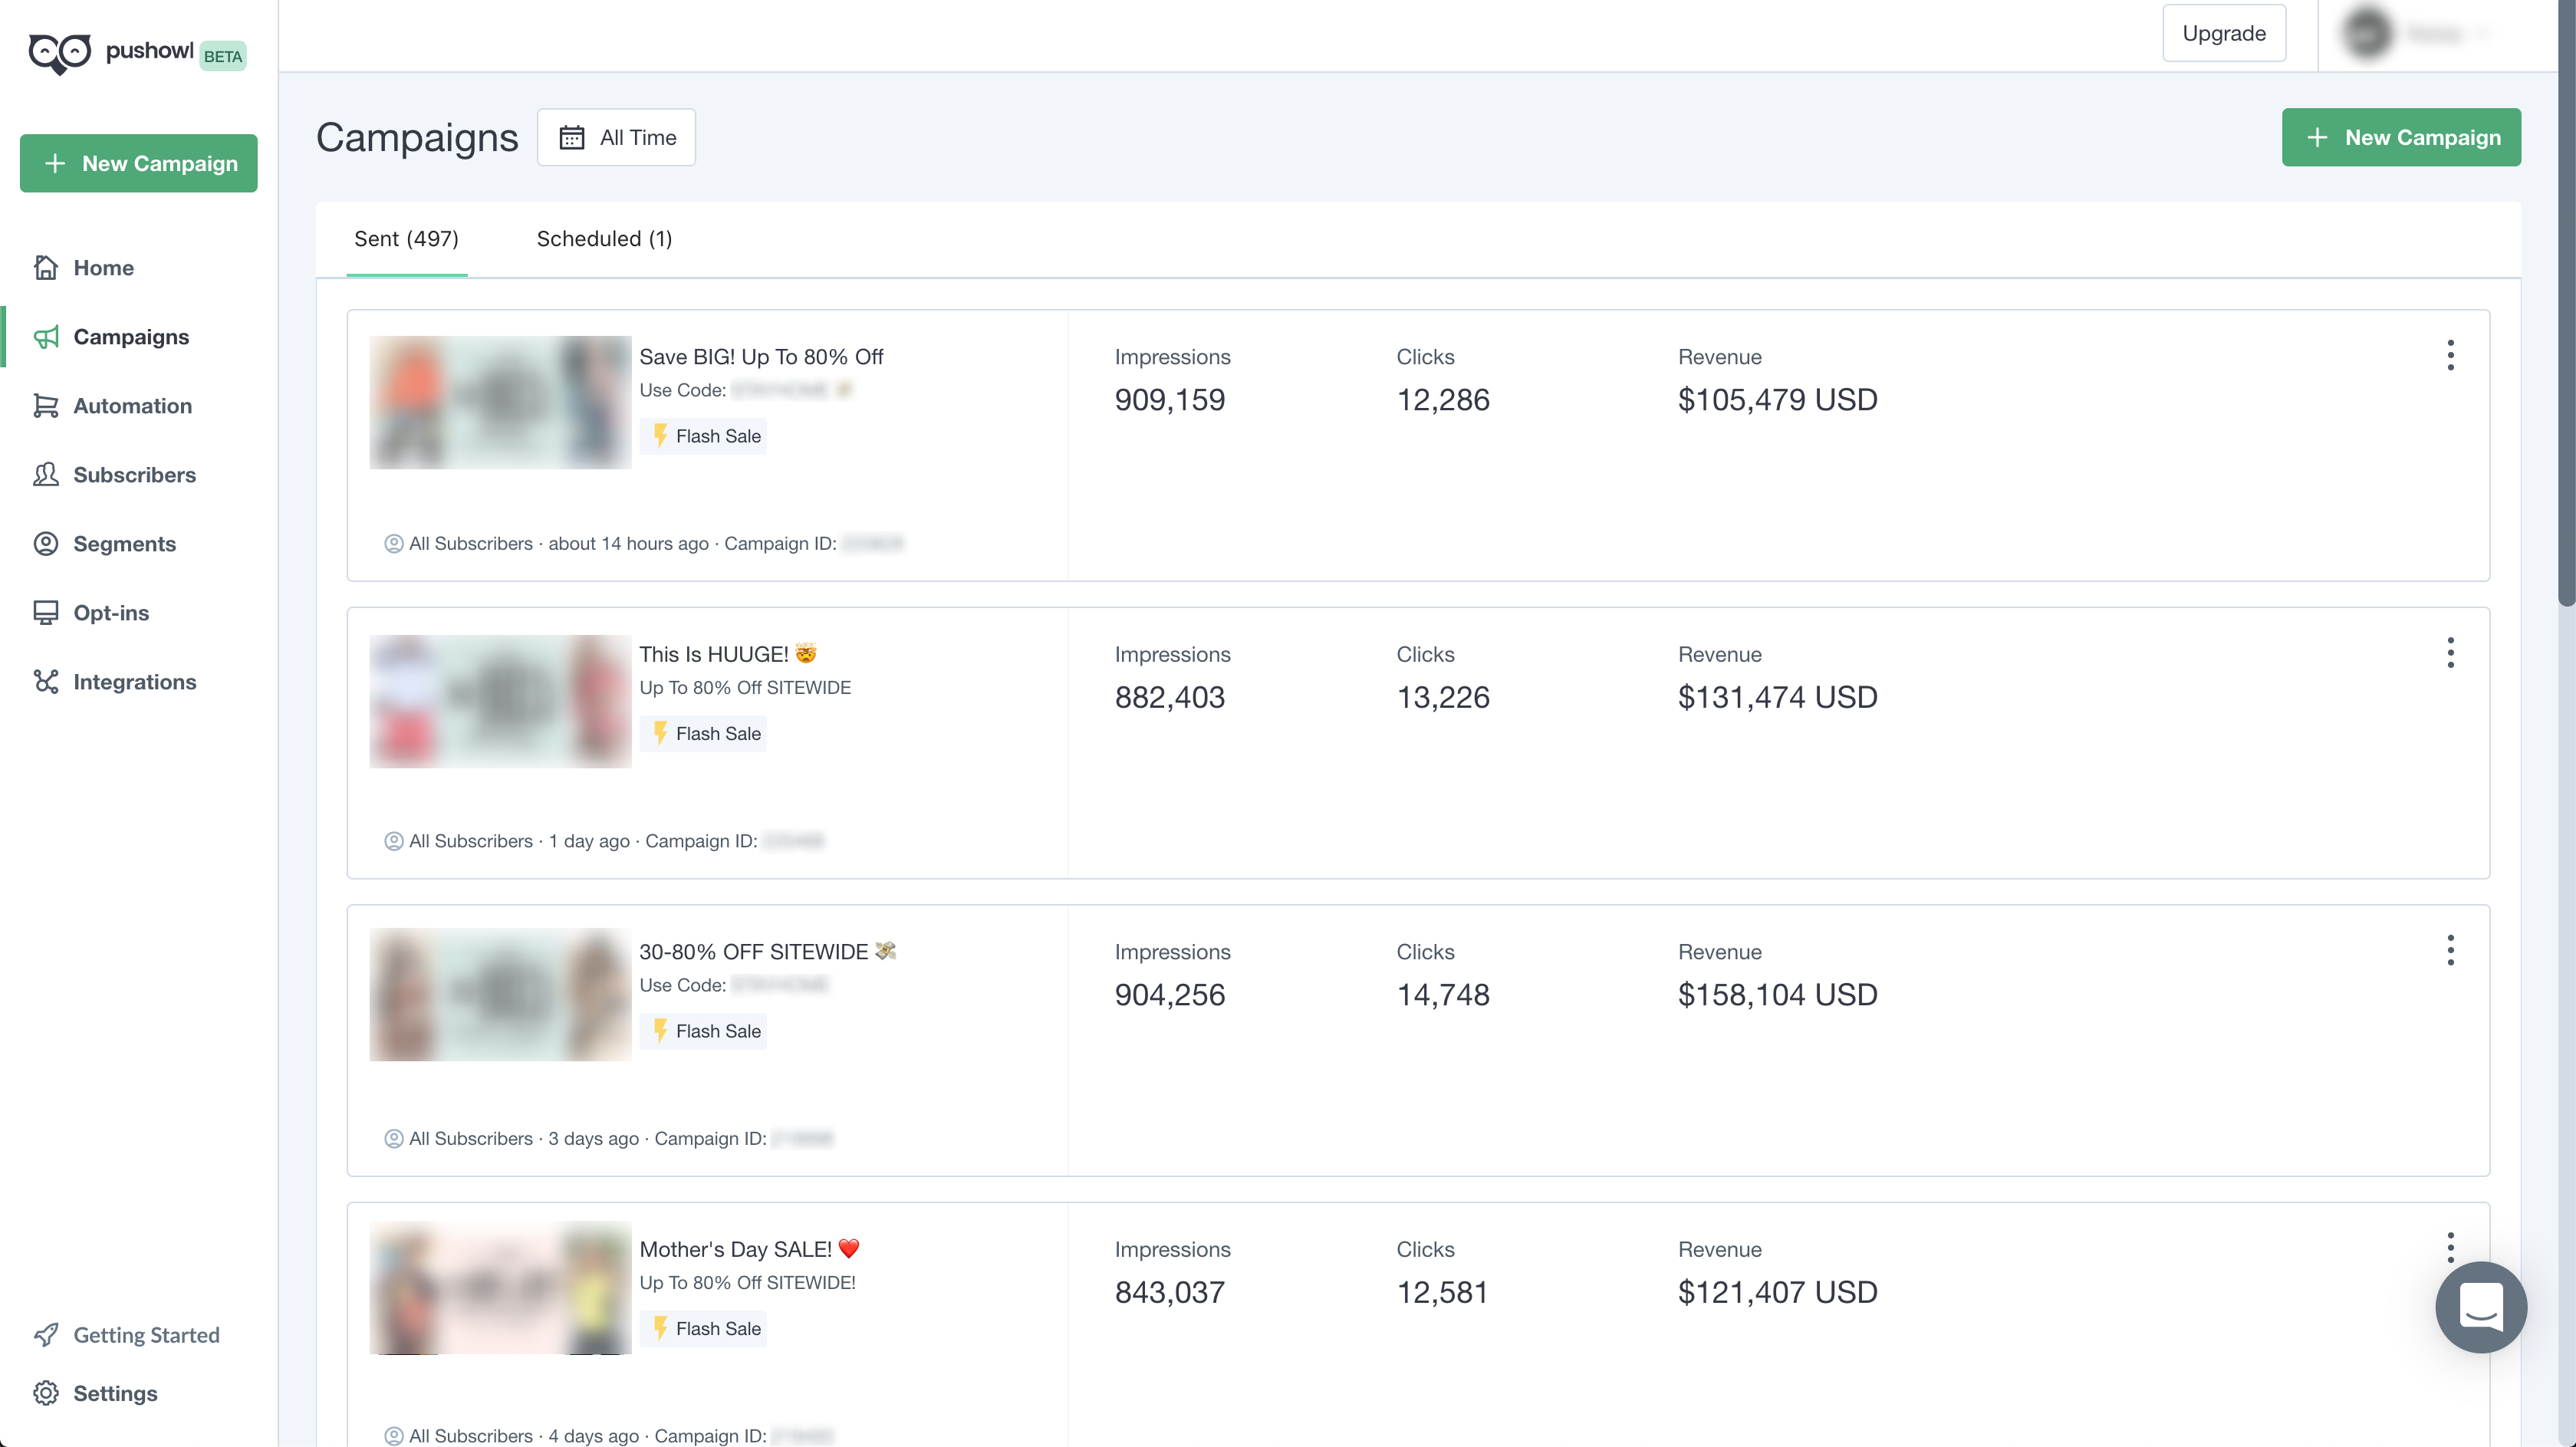 pushowl BETA
Upgrade
New Campaign
Home
Campaigns
Automation
Subscribers
Segments
Opt-ins
Integrations
Getting Started
Settings
Campaigns
All Time
New Campaign
Sent (497)
Scheduled (1)
Save BIG! Up To 80% Off
Use Code:
Flash Sale
All Subscribers · about 14 hours ago · Campaign ID:
Impressions
909,159
Clicks
12,286
Revenue
$105,479 USD
This Is HUUGE! 🤯
Up To 80% Off SITEWIDE
Flash Sale
All Subscribers · 1 day ago · Campaign ID:
Impressions
882,403
Clicks
13,226
Revenue
$131,474 USD
30-80% OFF SITEWIDE 💸
Use Code:
Flash Sale
All Subscribers · 3 days ago · Campaign ID:
Impressions
904,256
Clicks
14,748
Revenue
$158,104 USD
Mother's Day SALE! ❤️
Up To 80% Off SITEWIDE!
Flash Sale
All Subscribers · 4 days ago · Campaign ID:
Impressions
843,037
Clicks
12,581
Revenue
$121,407 USD